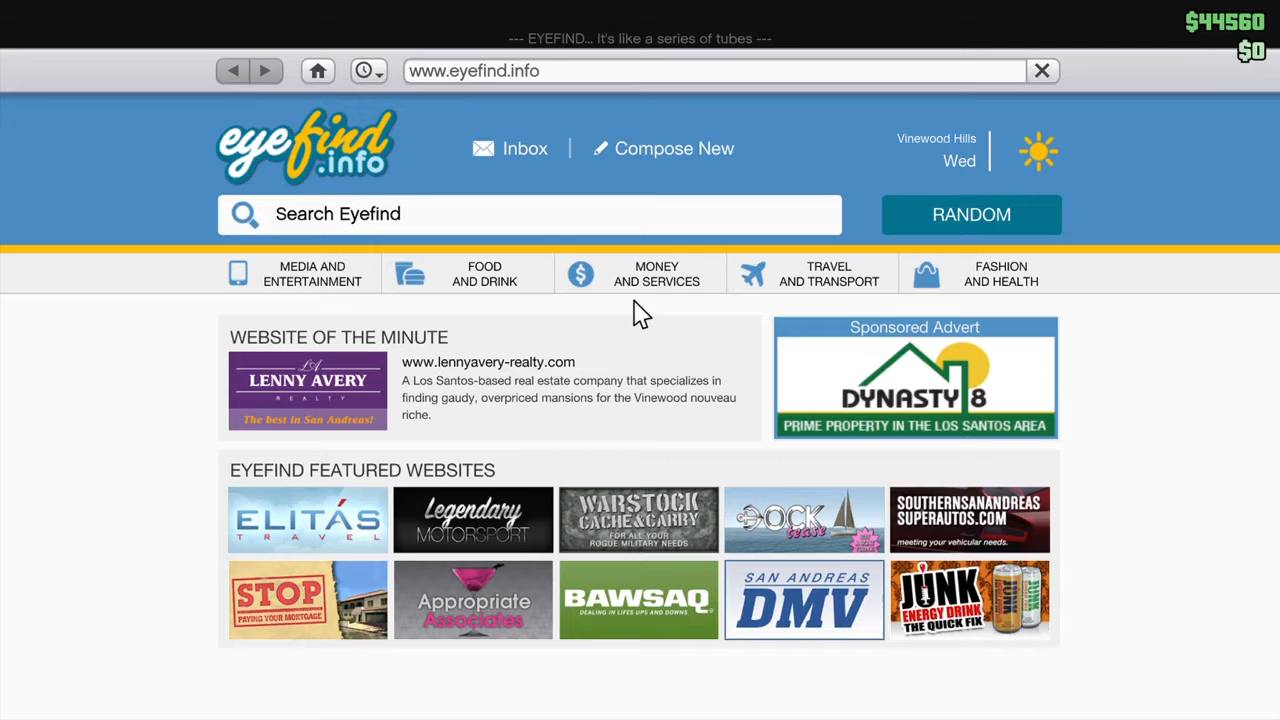 $44560
--- EYEFIND... It's like a series of tubes ---
$0
www.eyefind.info
eyefind
.info
Inbox
Compose New
Vinewood Hills
Wed
Search Eyefind
RANDOM
MEDIA AND
ENTERTAINMENT
FOOD
AND DRINK
MONEY
AND SERVICES
TRAVEL
AND TRANSPORT
FASHION
AND HEALTH
WEBSITE OF THE MINUTE
LA
LENNY AVERY
REALTY
The best in San Andreas!
www.lennyavery-realty.com
A Los Santos-based real estate company that specializes in
finding gaudy, overpriced mansions for the Vinewood nouveau
riche.
Sponsored Advert
DYNASTY 8
PRIME PROPERTY IN THE LOS SANTOS AREA
EYEFIND FEATURED WEBSITES
ELITÁS
TRAVEL
Legendary
MOTORSPORT
WARSTOCK
CACHE & CARRY
FOR ALL YOUR
ROGUE MILITARY NEEDS
DOCK
tease
SOUTHERNSANANDREAS
SUPERAUTOS.COM
meeting your vehicular needs.
STOP
PAYING YOUR MORTGAGE
Appropriate
Associates
BAWSAQ
DEALING IN LIFES UPS AND DOWNS
SAN ANDREAS
DMV
JUNK
ENERGY DRINK
THE QUICK FIX